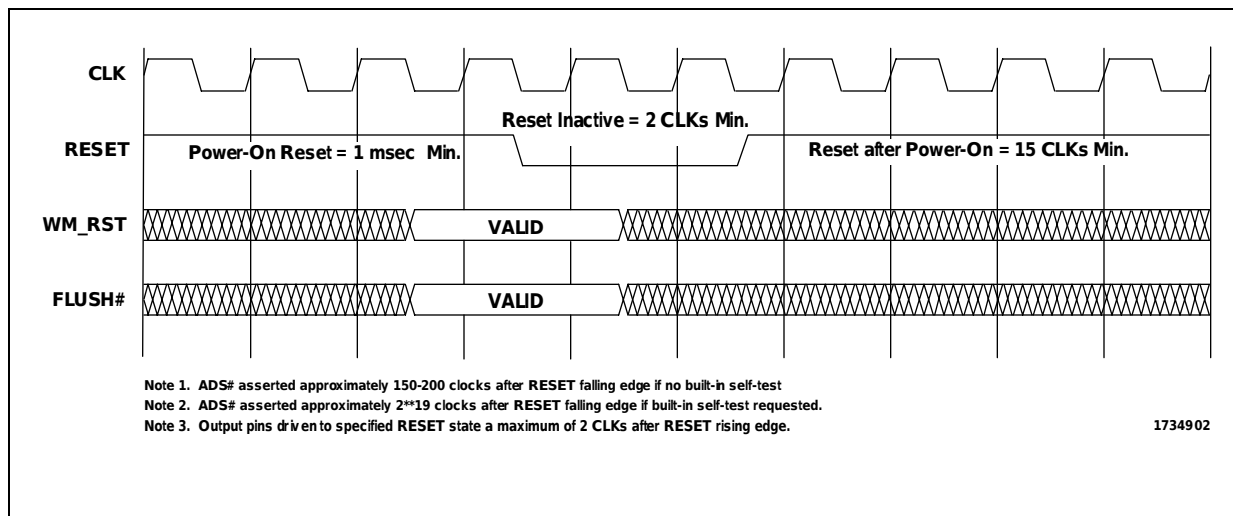 CLK
Reset Inactive = 2 CLKs Min.
RESET
Power-On Reset = 1 msec Min.
Reset after Power-On = 15 CLKs Min.
WM_RST
VALID
FLUSH#
VALID
Note 1. ADS# asserted approximately 150-200 clocks after RESET falling edge if no built-in self-test
Note 2. ADS# asserted approximately 2**19 clocks after RESET falling edge if built-in self-test requested.
Note 3. Output pins driven to specified RESET state a maximum of 2 CLKs after RESET rising edge.
1734902